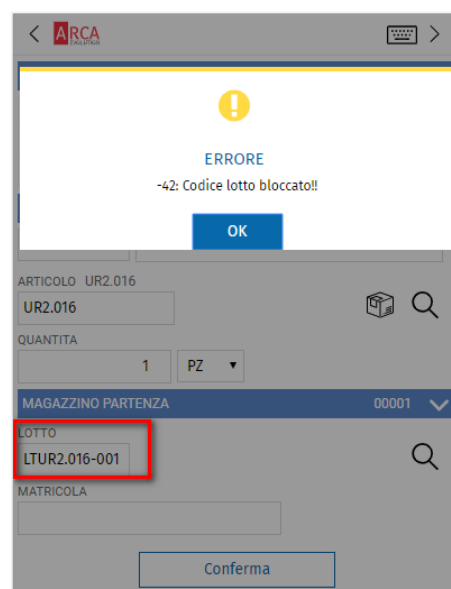 ARCA
EVOLUTION
ERRORE
-42: Codice lotto bloccato!!
OK
ARTICOLO UR2.016
UR2.016
QUANTITA
1 PZ
MAGAZZINO PARTENZA 00001
LOTTO
LTUR2.016-001
MATRICOLA
Conferma